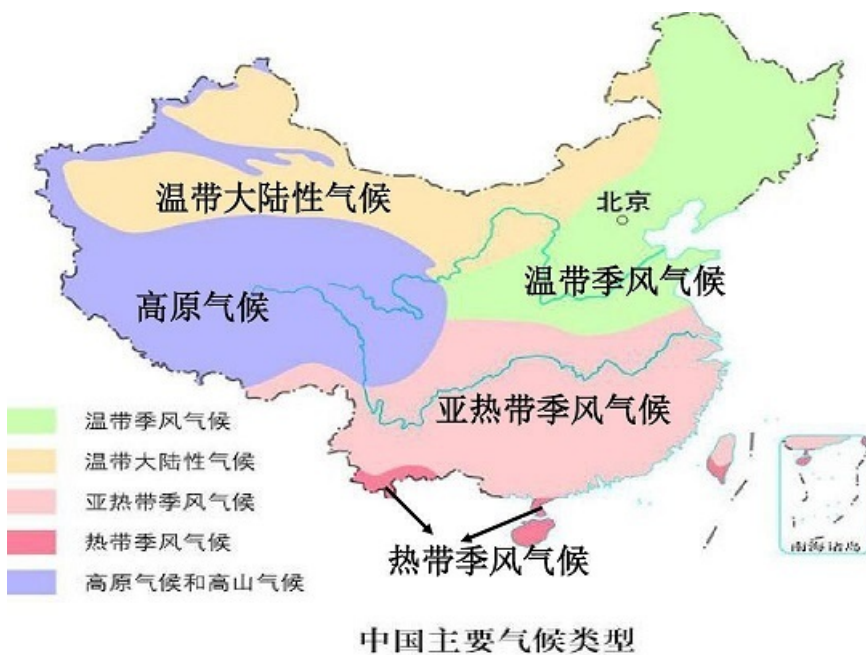 温带大陆性气候
北京
温带季风气候
高原气候
亚热带季风气候
温带季风气候
温带大陆性气候
亚热带季风气候
热带季风气候
高原气候和高山气候
热带季风气候
南海诸岛
中国主要气候类型